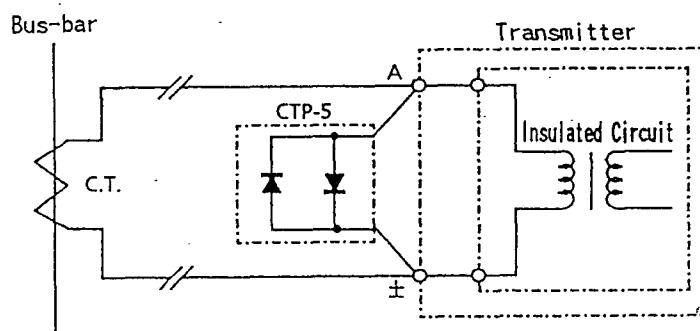 Bus-bar
Transmitter
A
CTP-5
Insulated Circuit
C.T.
±